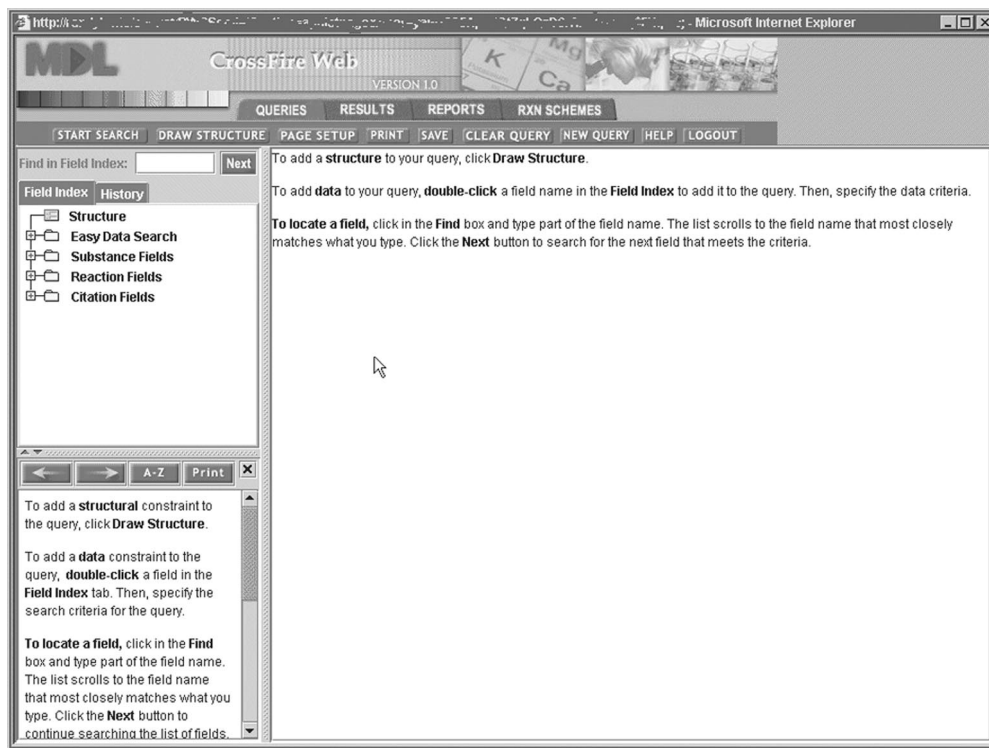 http://
- Microsoft Internet Explorer
MDL
CrossFire Web
VERSION 1.0
K
Mg
Ca
QUERIES RESULTS REPORTS RXN SCHEMES
START SEARCH DRAW STRUCTURE PAGE SETUP PRINT SAVE CLEAR QUERY NEW QUERY HELP LOGOUT
Find in Field Index: Next
Field Index History
Structure
Easy Data Search
Substance Fields
Reaction Fields
Citation Fields
To add a structure to your query, click Draw Structure.
To add data to your query, double-click a field name in the Field Index to add it to the query. Then, specify the data criteria.
To locate a field, click in the Find box and type part of the field name. The list scrolls to the field name that most closely
matches what you type. Click the Next button to search for the next field that meets the criteria.
A-Z Print
To add a structural constraint to
the query, click Draw Structure.
To add a data constraint to the
query, double-click a field in the
Field Index tab. Then, specify the
search criteria for the query.
To locate a field, click in the Find
box and type part of the field name.
The list scrolls to the field name
that most closely matches what you
type. Click the Next button to
continue searching the list of fields.